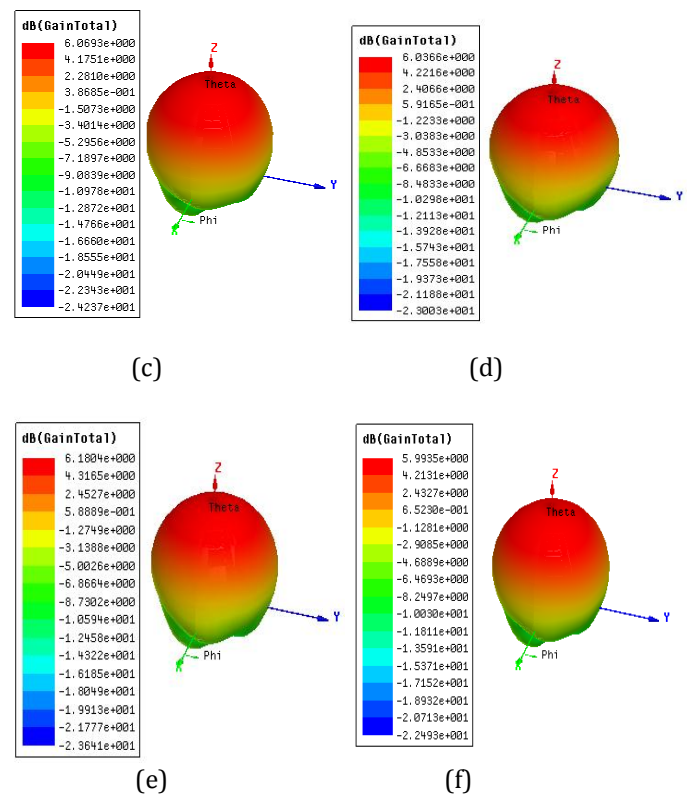 dB(GainTotal)
6.0693e+000
4.1751e+000
2.2810e+000
3.8685e-001
-1.5073e+000
-3.4014e+000
-5.2956e+000
-7.1897e+000
-9.0839e+000
-1.0978e+001
-1.2872e+001
-1.4766e+001
-1.6660e+001
-1.8555e+001
-2.0449e+001
-2.2343e+001
-2.4237e+001
Z
Theta
Y
Phi
X
(c)
dB(GainTotal)
6.0366e+000
4.2216e+000
2.4066e+000
5.9165e-001
-1.2233e+000
-3.0383e+000
-4.8533e+000
-6.6683e+000
-8.4833e+000
-1.0298e+001
-1.2113e+001
-1.3928e+001
-1.5743e+001
-1.7558e+001
-1.9373e+001
-2.1188e+001
-2.3003e+001
Z
Theta
Y
Phi
X
(d)
dB(GainTotal)
6.1804e+000
4.3165e+000
2.4527e+000
5.8889e-001
-1.2749e+000
-3.1388e+000
-5.0026e+000
-6.8664e+000
-8.7302e+000
-1.0594e+001
-1.2458e+001
-1.4322e+001
-1.6185e+001
-1.8049e+001
-1.9913e+001
-2.1777e+001
-2.3641e+001
Z
Theta
Y
Phi
X
(e)
dB(GainTotal)
5.9935e+000
4.2131e+000
2.4327e+000
6.5230e-001
-1.1281e+000
-2.9085e+000
-4.6889e+000
-6.4693e+000
-8.2497e+000
-1.0030e+001
-1.1811e+001
-1.3591e+001
-1.5371e+001
-1.7152e+001
-1.8932e+001
-2.0713e+001
-2.2493e+001
Z
Theta
Y
Phi
X
(f)